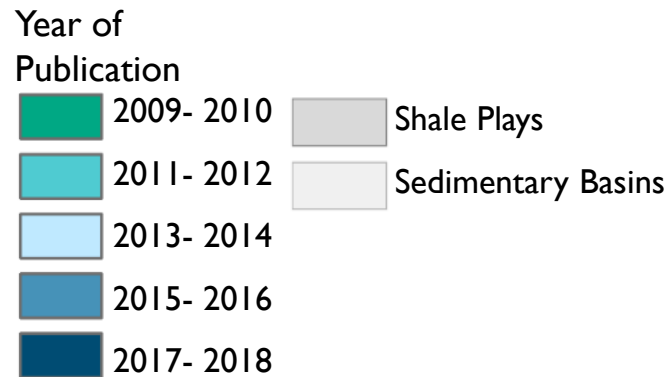 Year of
Publication
2009- 2010
2011- 2012
2013- 2014
2015- 2016
2017- 2018
Shale Plays
Sedimentary Basins